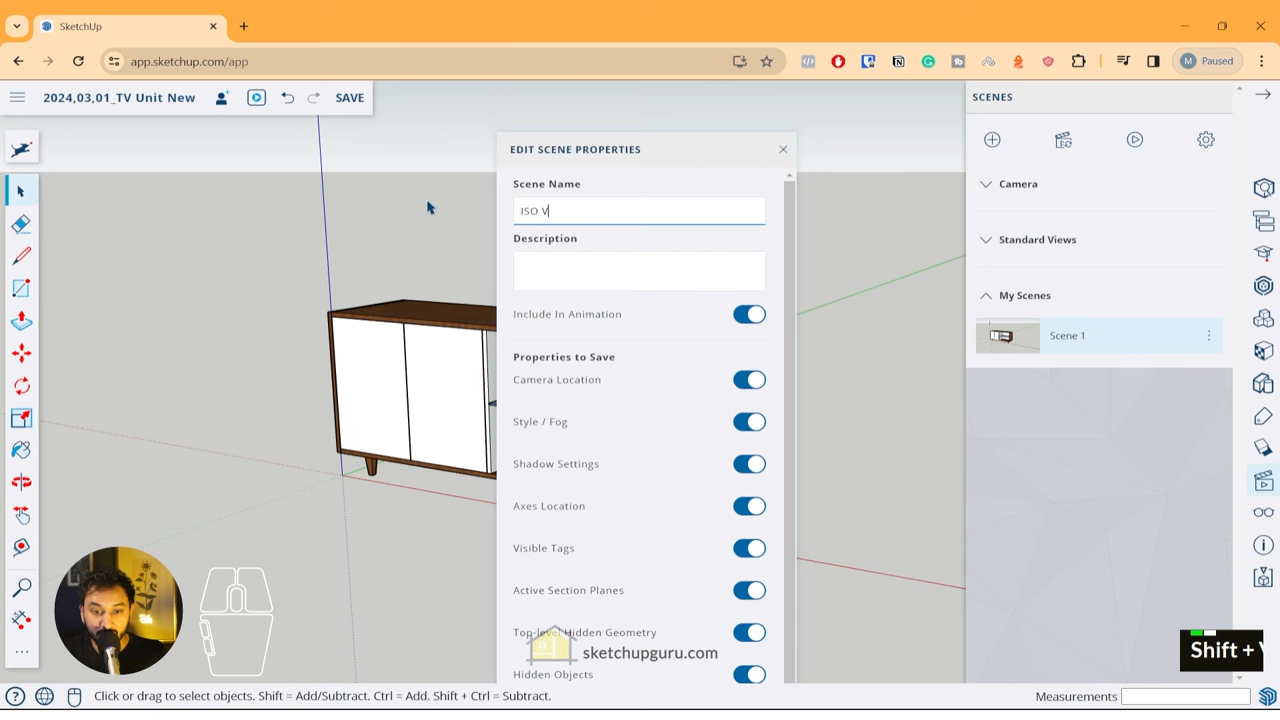 SketchUp
app.sketchup.com/app
M Paused
2024,03,01_TV Unit New
SAVE
SCENES
EDIT SCENE PROPERTIES
Scene Name
ISO V
Description
Include In Animation
Properties to Save
Camera Location
Style / Fog
Shadow Settings
Axes Location
Visible Tags
Active Section Planes
Top-level Hidden Geometry
Hidden Objects
Camera
Standard Views
My Scenes
Scene 1
sketchupguru.com
Shift +
Click or drag to select objects. Shift = Add/Subtract. Ctrl = Add. Shift + Ctrl = Subtract.
Measurements